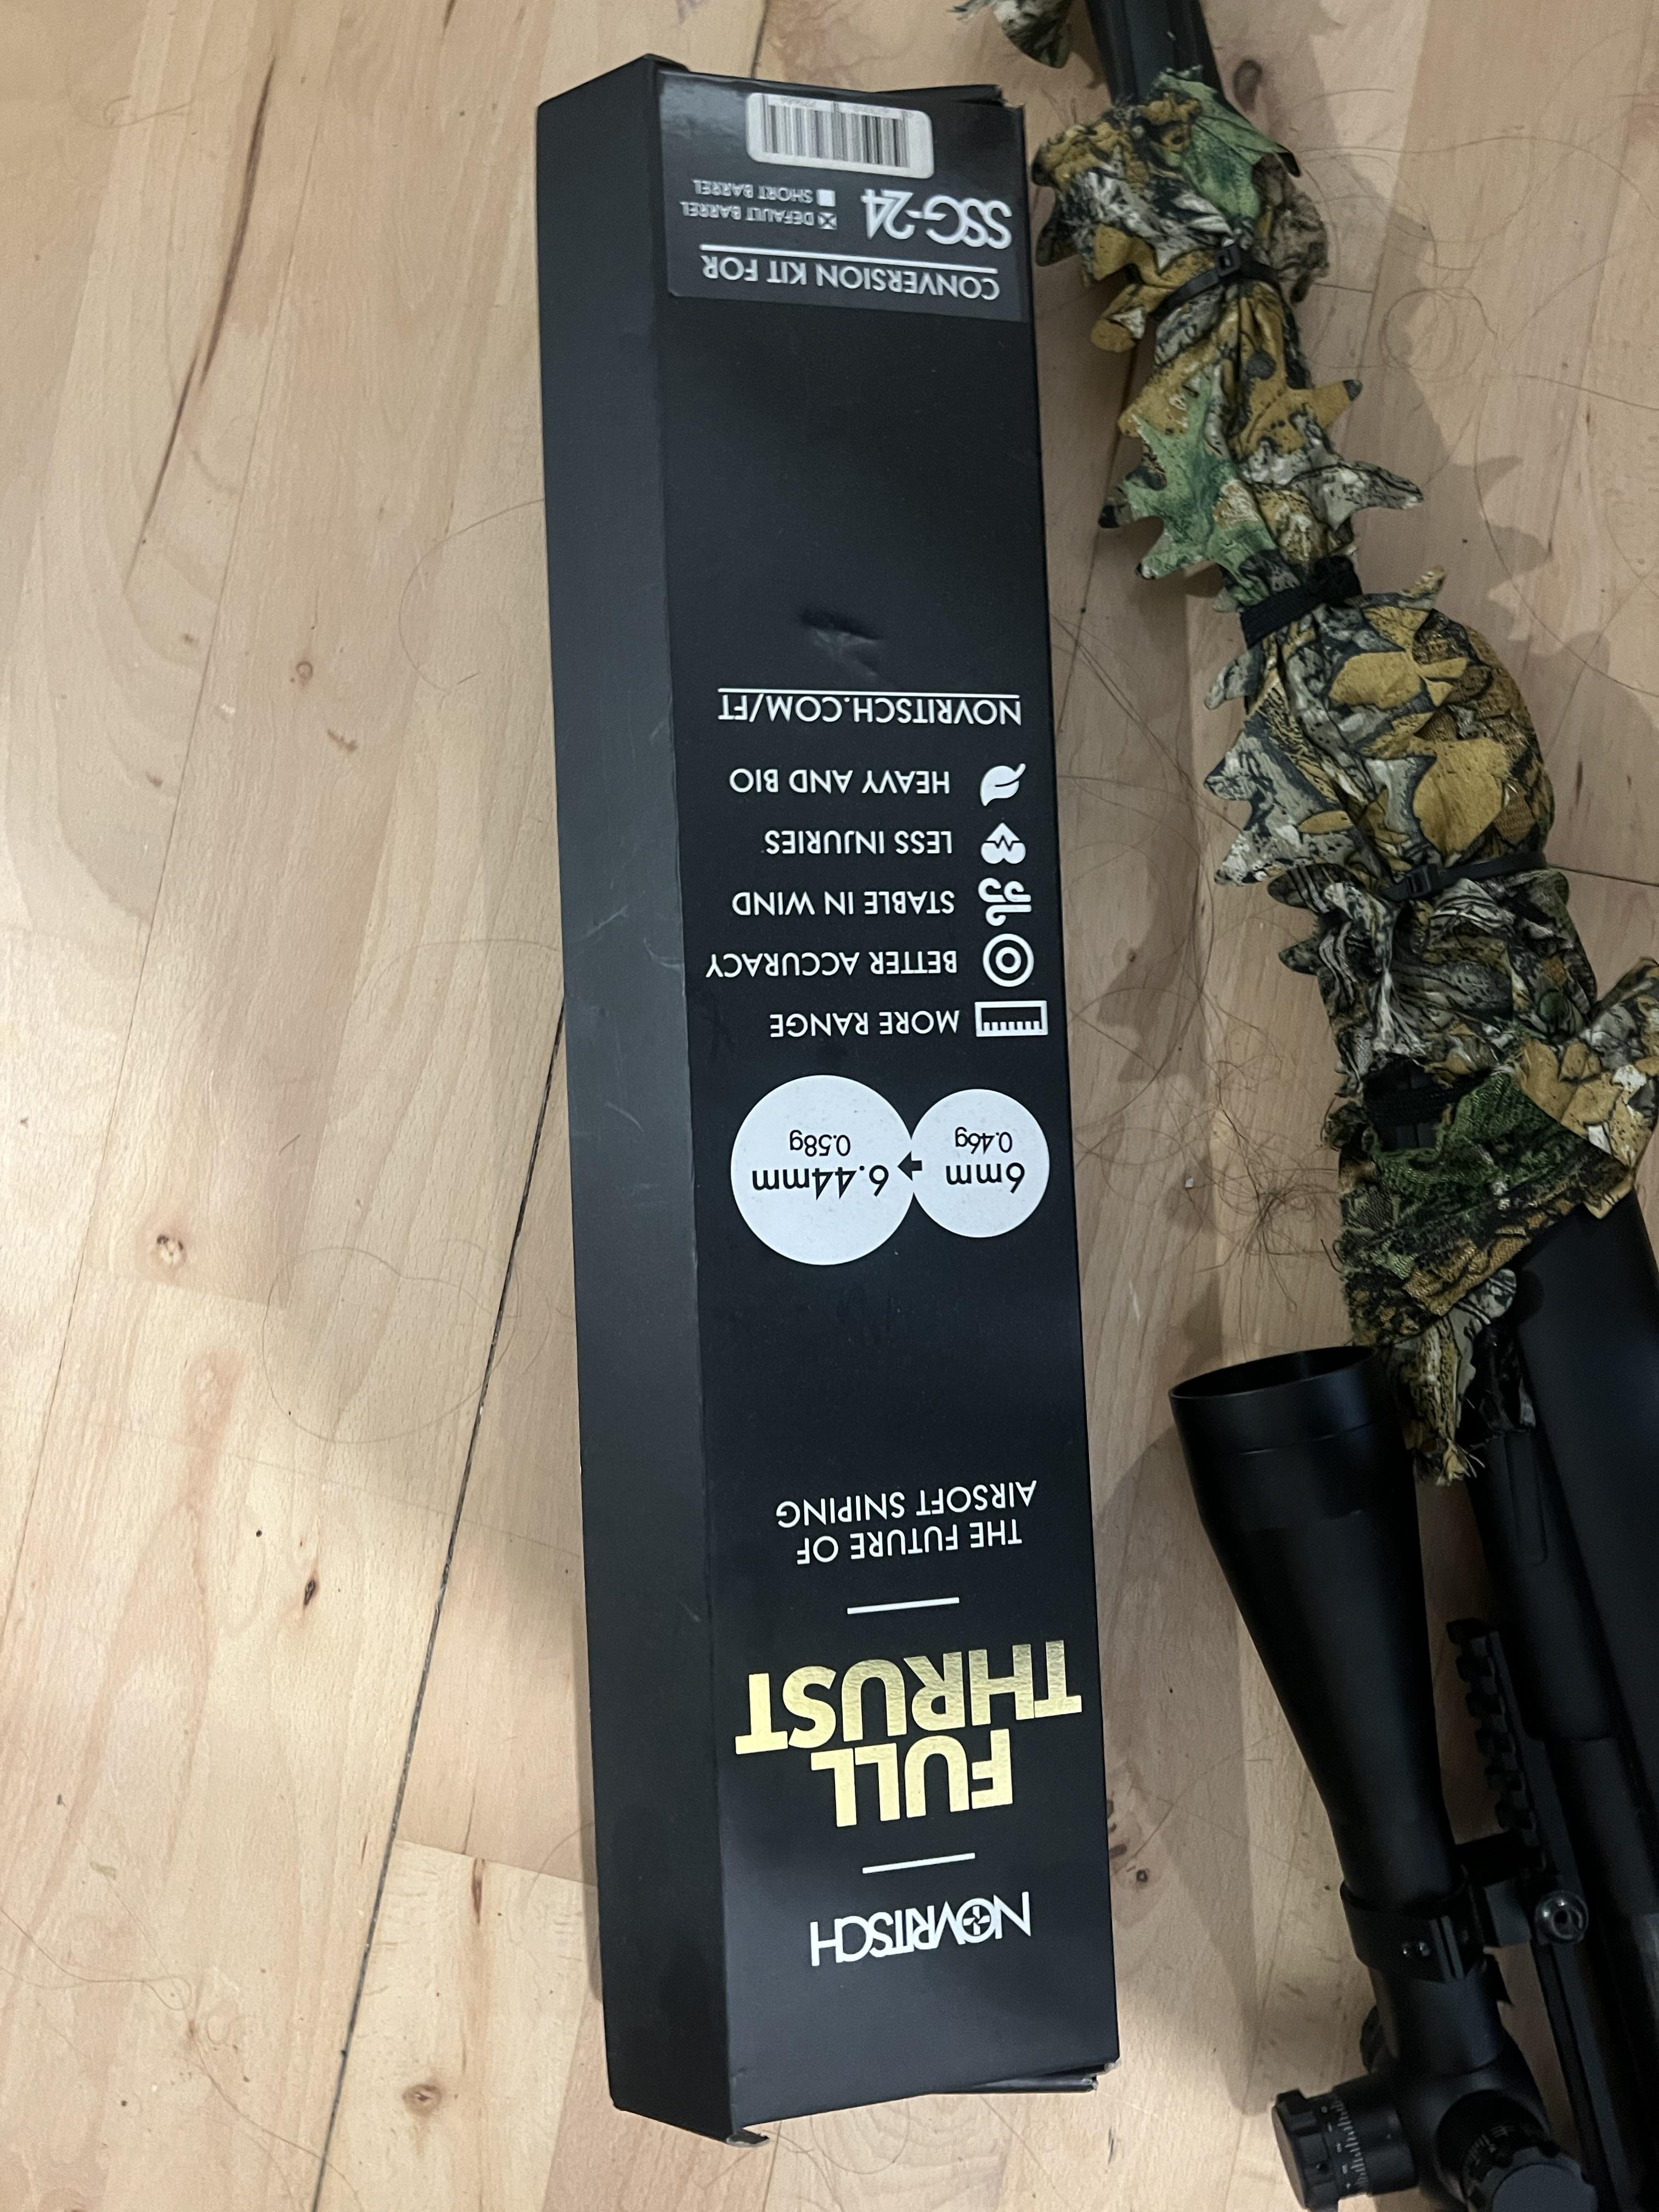 NOVRITSCH
FULL
THRUST
THE FUTURE OF
AIRSOFT SNIPING
6mm
0.46g
6.44mm
0.58g
MORE RANGE
BETTER ACCURACY
STABLE IN WIND
LESS INJURIES
HEAVY AND BIO
NOVRITSCH.COM/FT
CONVERSION KIT FOR
SSG-24
DEFAULT BARREL
SHORT BARREL